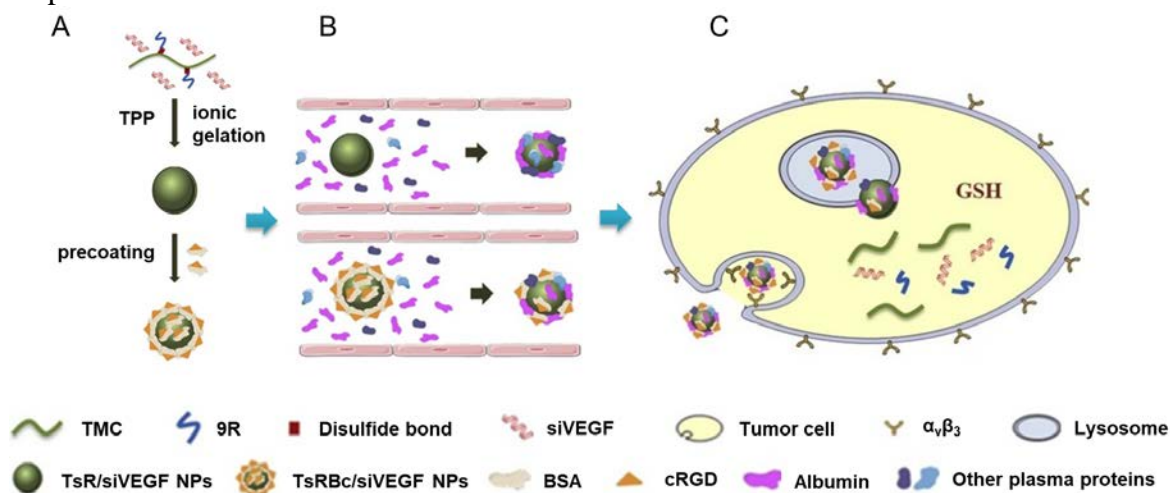 A
B
C
TPP
ionic
gelation
precoating
GSH
TMC
9R
Disulfide bond
siVEGF
Tumor cell
αvβ3
Lysosome
TsR/siVEGF NPs
TsRBc/siVEGF NPs
BSA
cRGD
Albumin
Other plasma proteins